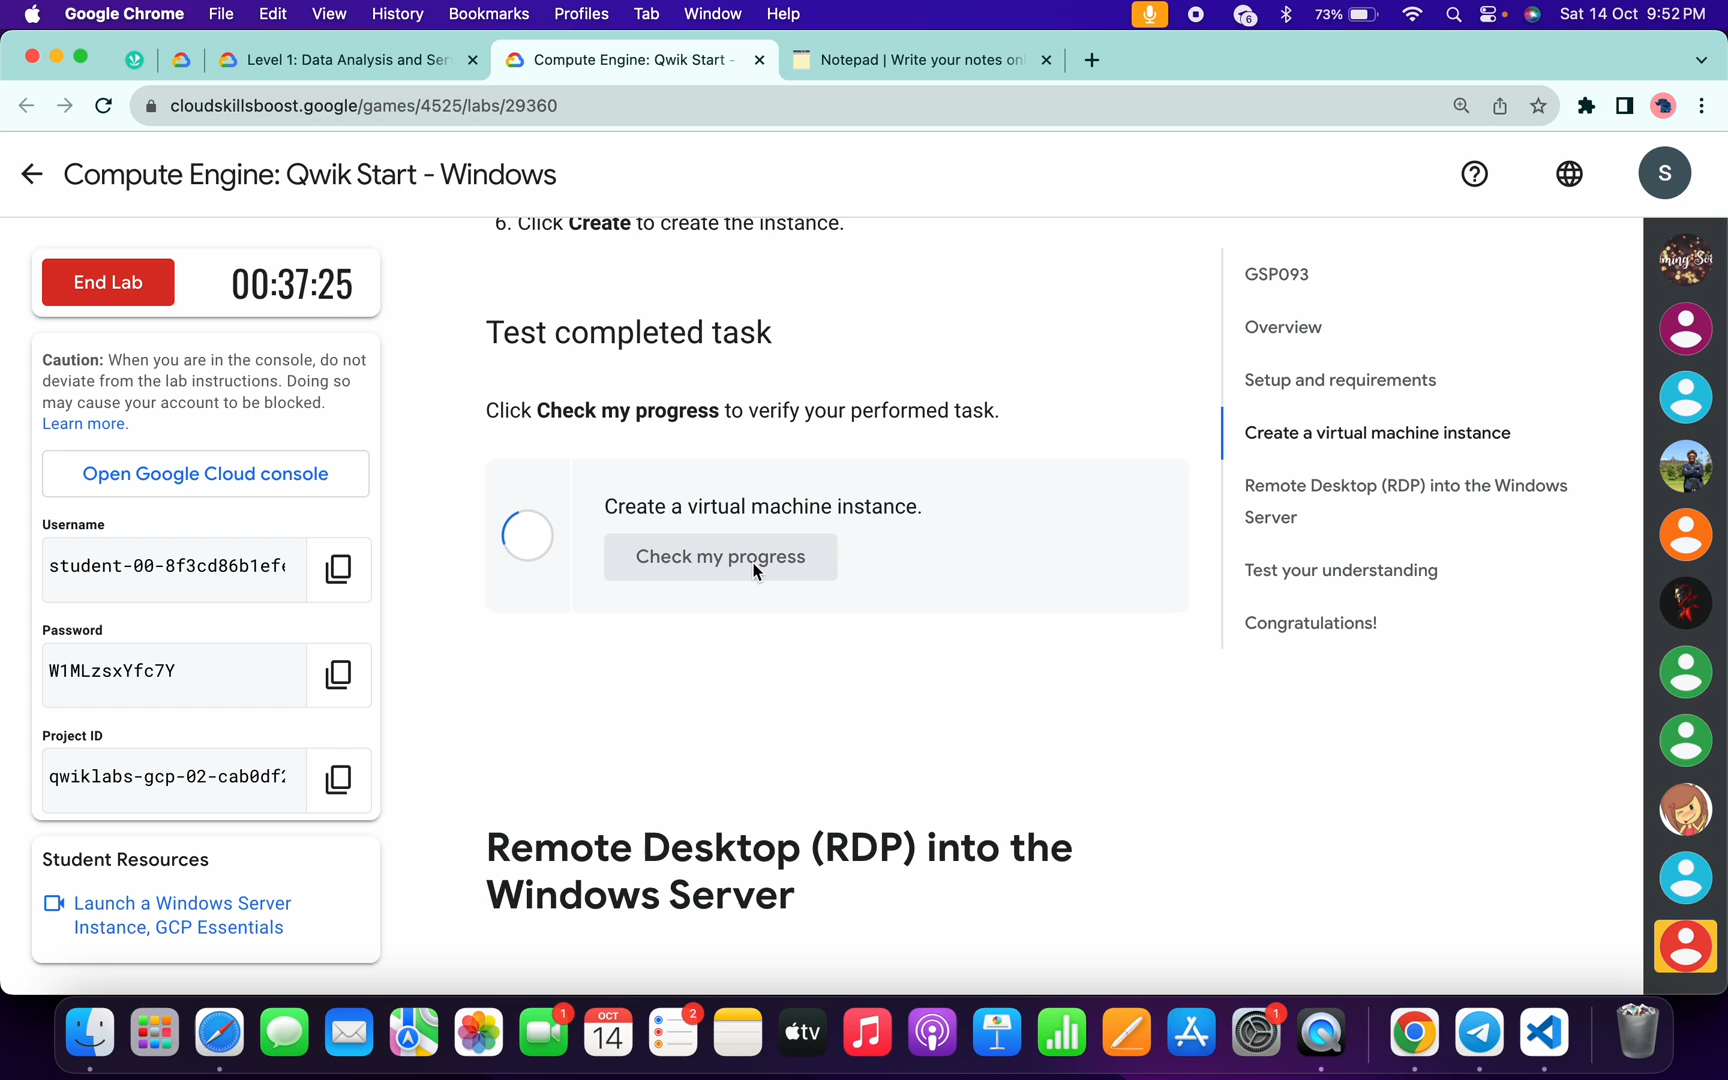 Google Chrome File Edit View History Bookmarks Profiles Tab Window Help 6 73% Sat 14 Oct 9:52 PM
Level 1: Data Analysis and Ser Compute Engine: Qwik Start - Notepad | Write your notes on
cloudskillsboost.google/games/4525/labs/29360
Compute Engine: Qwik Start - Windows
S
6. Click Create to create the instance.
End Lab 00:37:25
Caution: When you are in the console, do not
deviate from the lab instructions. Doing so
may cause your account to be blocked.
Learn more.
Open Google Cloud console
Username
student-00-8f3cd86b1ef
Password
W1MLzsxYfc7Y
Project ID
qwiklabs-gcp-02-cab0df
Student Resources
Launch a Windows Server
Instance, GCP Essentials
Test completed task
Click Check my progress to verify your performed task.
Create a virtual machine instance.
Check my progress
Remote Desktop (RDP) into the
Windows Server
GSP093
Overview
Setup and requirements
Create a virtual machine instance
Remote Desktop (RDP) into the Windows
Server
Test your understanding
Congratulations!
1 OCT 14 2 tv 1